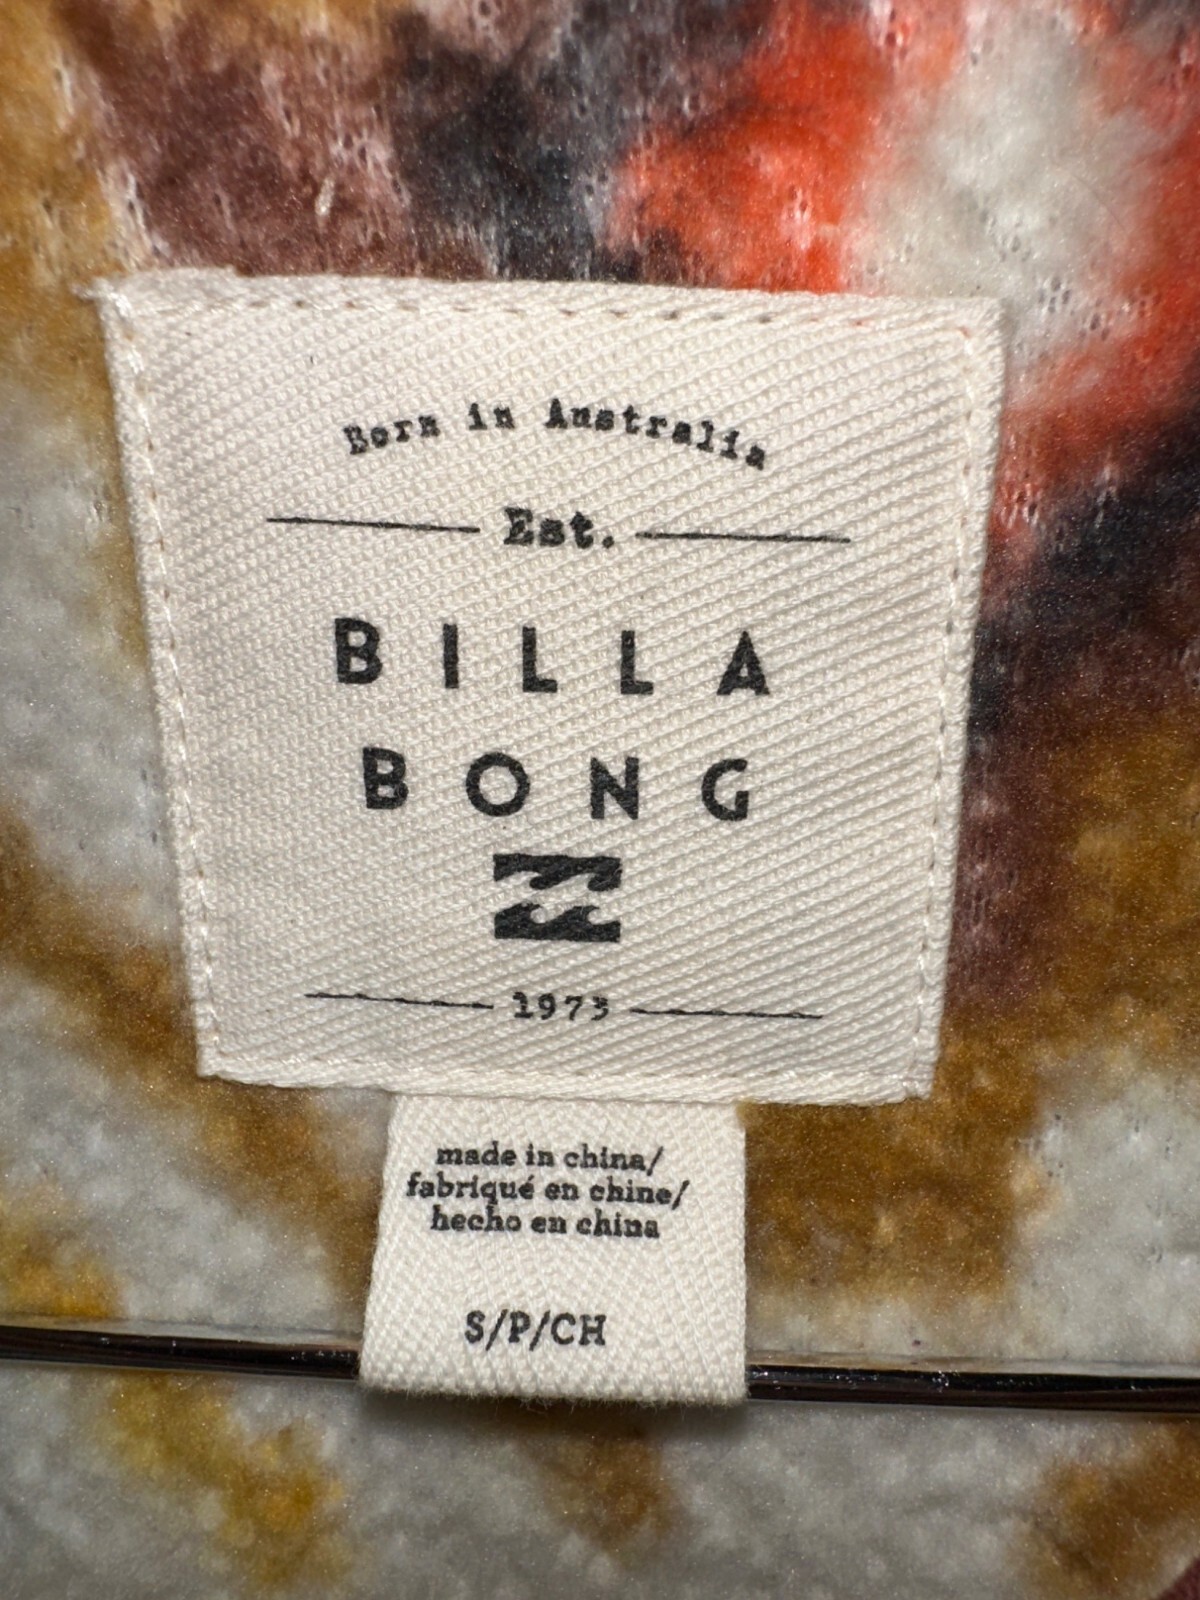 Born in Australia
Est.
BILLA
BONG
1973
made in china/
fabriqué en chine/
hecho en china
S/P/CH